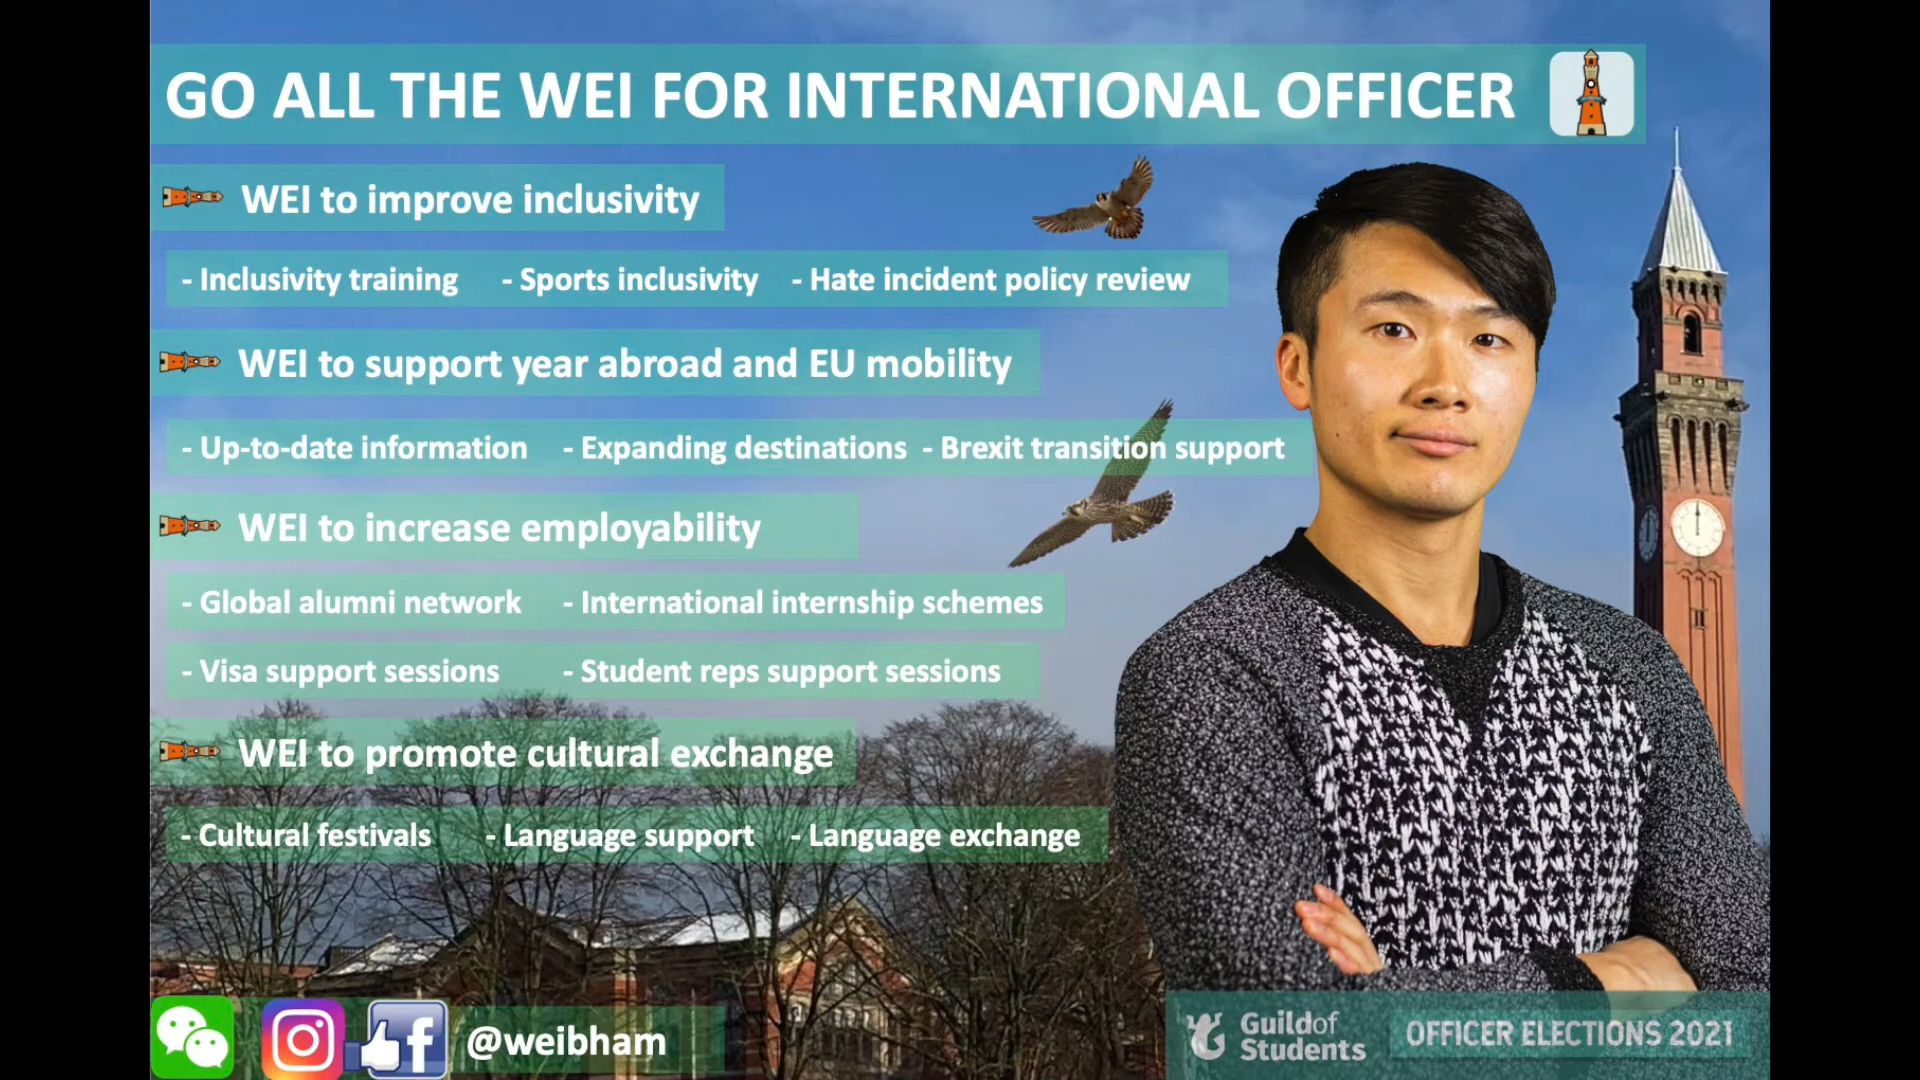 GO ALL THE WEI FOR INTERNATIONAL OFFICER
WEI to improve inclusivity
- Inclusivity training - Sports inclusivity - Hate incident policy review
WEI to support year abroad and EU mobility
- Up-to-date information - Expanding destinations - Brexit transition support
WEI to increase employability
- Global alumni network - International internship schemes
- Visa support sessions - Student reps support sessions
WEI to promote cultural exchange
- Cultural festivals - Language support - Language exchange
f @weibham
Guildof
Students
OFFICER ELECTIONS 2021